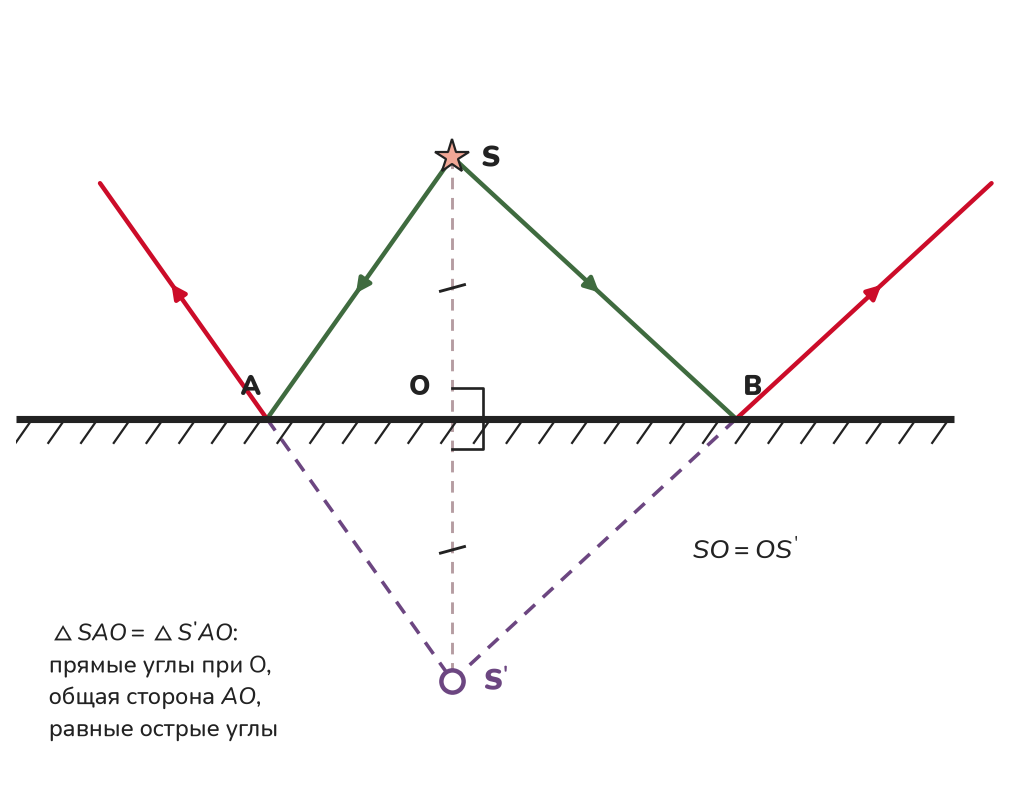 S
A
O
B
SO = OS'
△ SAO = △ S'AO:
прямые углы при О,
общая сторона AO,
равные острые углы
S'